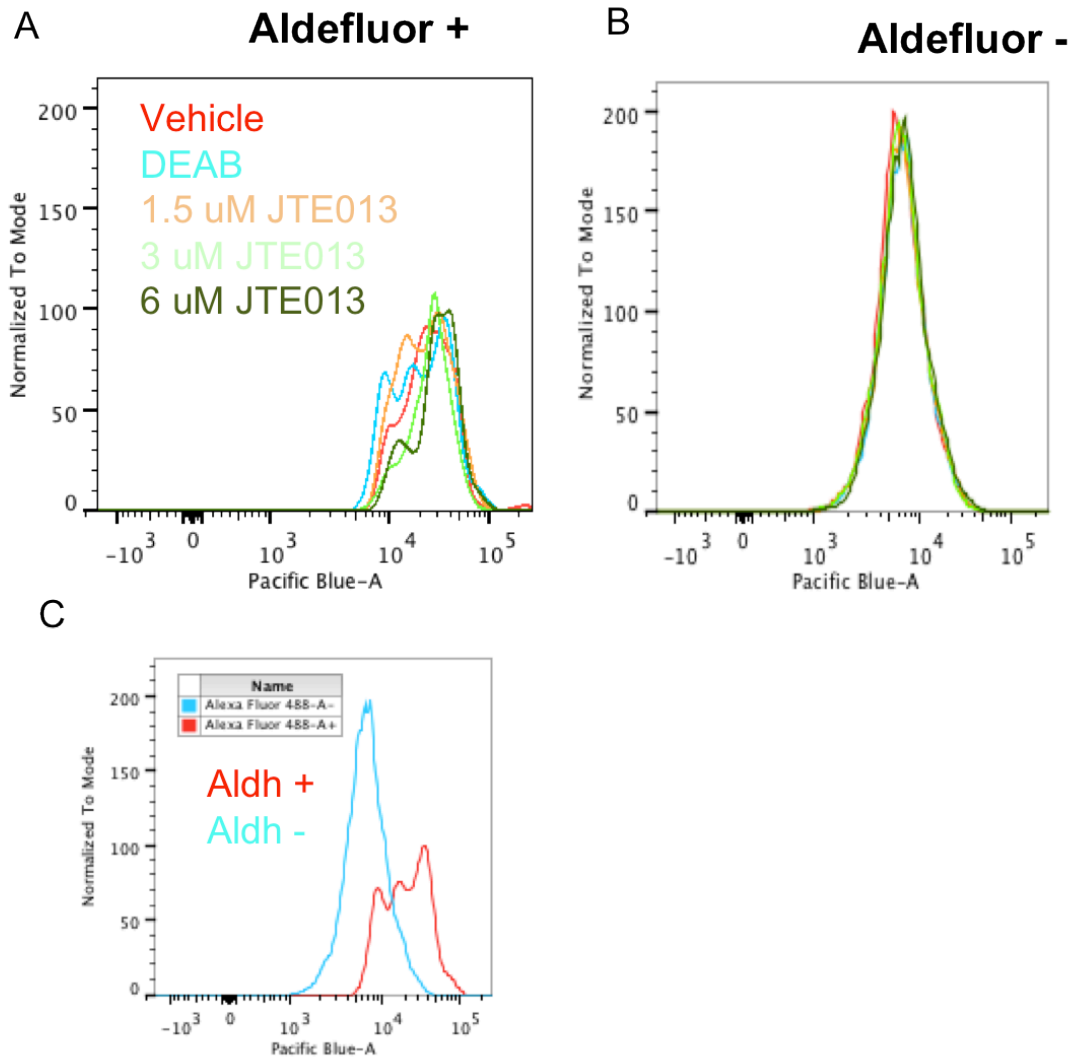 A
Aldefluor +
B
Aldefluor -
Vehicle
DEAB
1.5 uM JTE013
3 uM JTE013
6 uM JTE013
Normalized To Mode
200
150
100
50
0
-10 3
0
10 3
10 4
10 5
Pacific Blue-A
Normalized To Mode
200
150
100
50
0
-10 3
0
10 3
10 4
10 5
Pacific Blue-A
C
Name
Alexa Fluor 488-A-
Alexa Fluor 488-A+
Aldh +
Aldh -
Normalized To Mode
200
150
100
50
0
-10 3
0
10 3
10 4
10 5
Pacific Blue-A